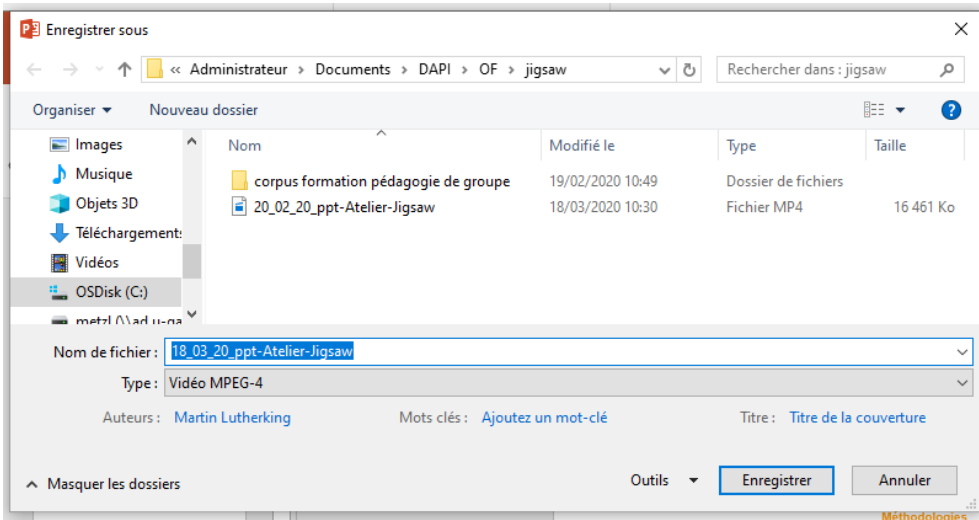 Enregistrer sous
« Administrateur › Documents › DAPI › OF › jigsaw
Rechercher dans : jigsaw
Organiser
Nouveau dossier
Images
Musique
Objets 3D
Téléchargements
Vidéos
OSDisk (C:)
Nom Modifié le Type Taille
corpus formation pédagogie de groupe 19/02/2020 10:49 Dossier de fichiers
20_02_20_ppt-Atelier-Jigsaw 18/03/2020 10:30 Fichier MP4 16 461 Ko
Nom de fichier : 18_03_20_ppt-Atelier-Jigsaw
Type : Vidéo MPEG-4
Auteurs : Martin Lutherking Mots clés : Ajoutez un mot-clé Titre : Titre de la couverture
Masquer les dossiers
Outils
Enregistrer
Annuler
Méthodologies